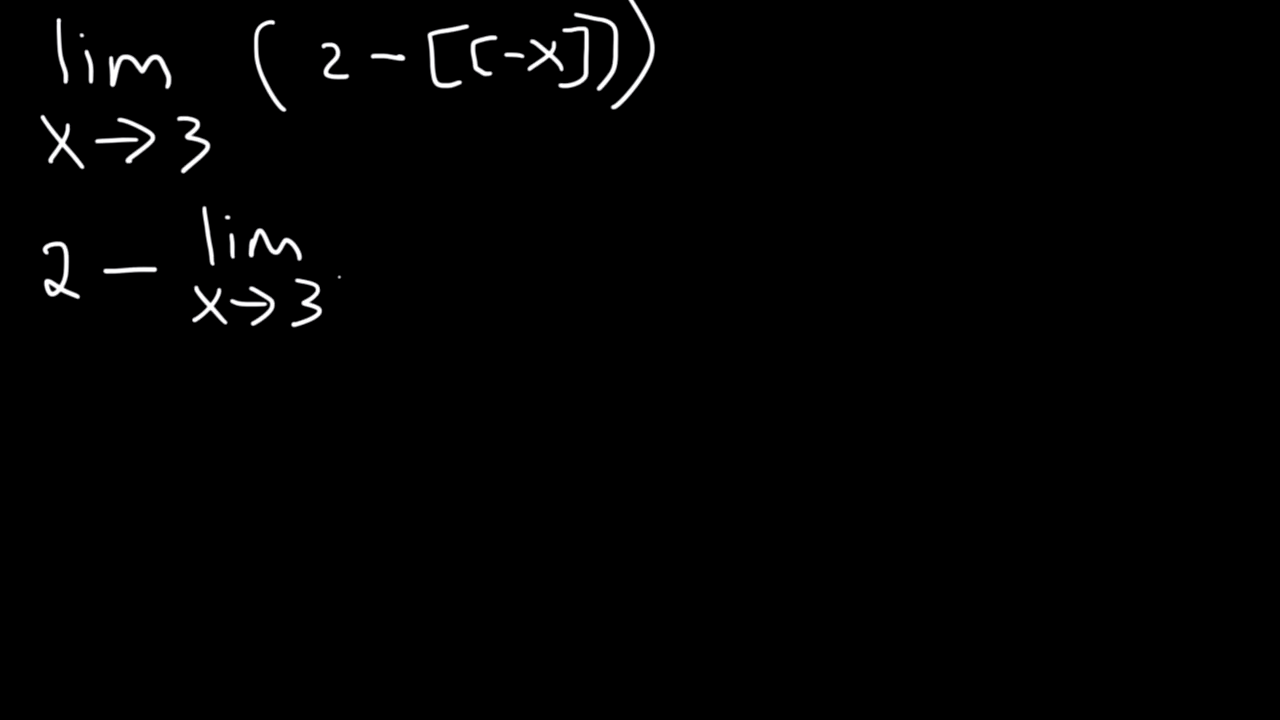 lim ( 2 - [[-x]]))
x → 3
2 - lim
x → 3